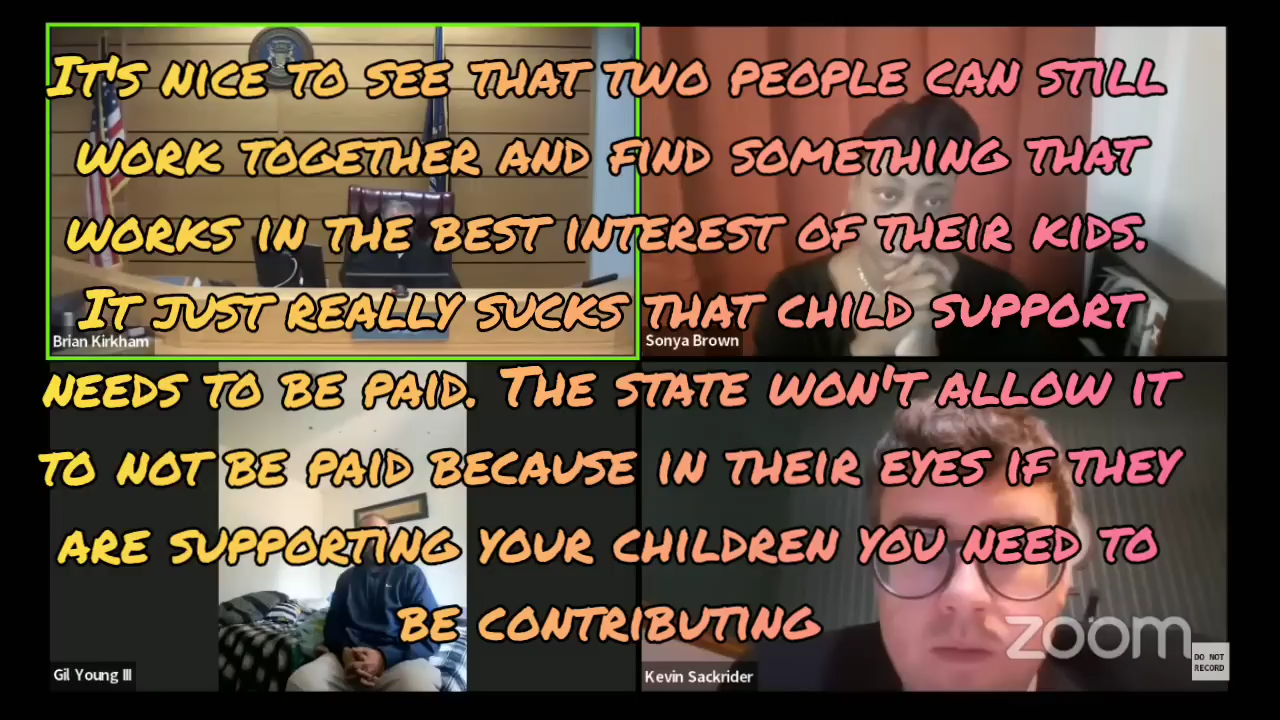 It's nice to see that two people can still
work together and find something that
works in the best interest of their kids.
It just really sucks that child support
needs to be paid. The state won't allow it
to not be paid because in their eyes if they
are supporting your children you need to
be contributing
Brian Kirkham
Sonya Brown
Gil Young III
Kevin Sackrider
zoom
DO NOT
RECORD